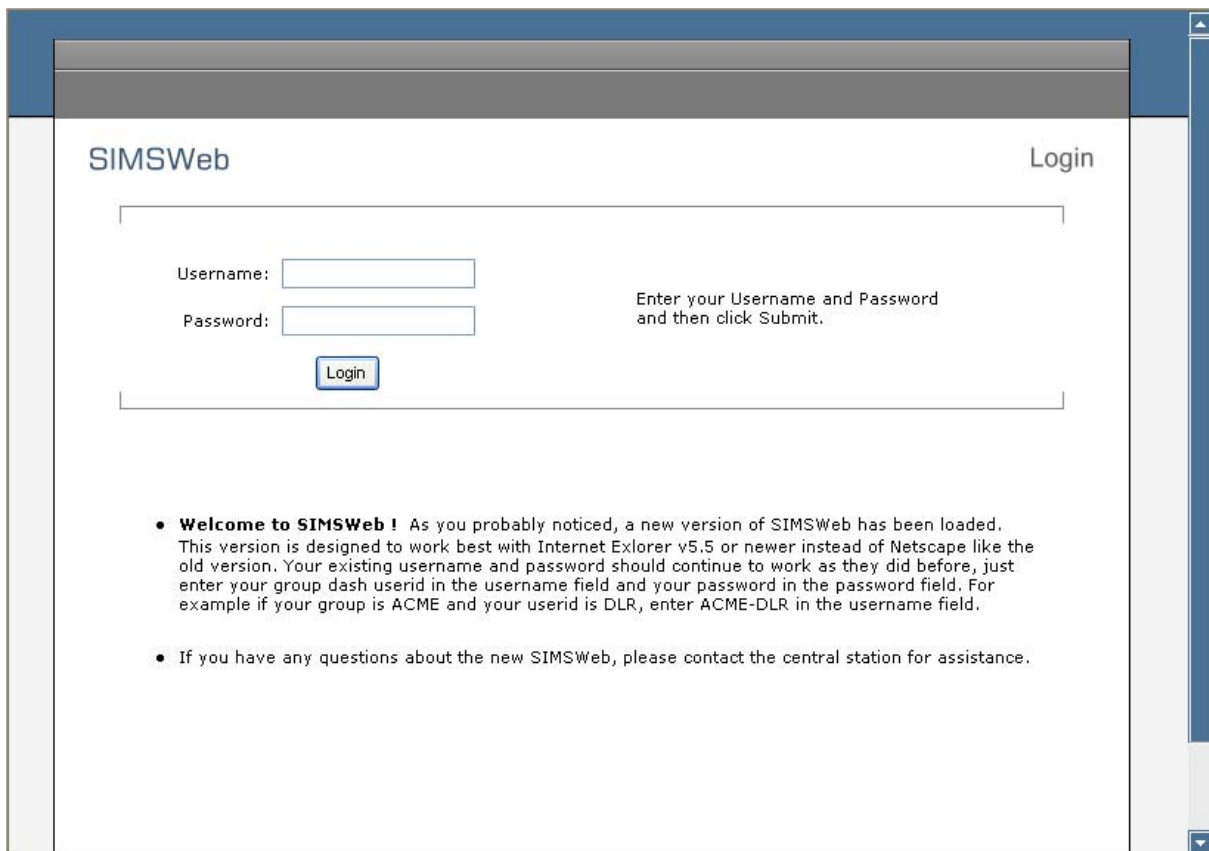 SIMSWeb
Login
Username:
Password:
Enter your Username and Password
and then click Submit.
Login
• Welcome to SIMSWeb ! As you probably noticed, a new version of SIMSWeb has been loaded.
This version is designed to work best with Internet Exlorer v5.5 or newer instead of Netscape like the
old version. Your existing username and password should continue to work as they did before, just
enter your group dash userid in the username field and your password in the password field. For
example if your group is ACME and your userid is DLR, enter ACME-DLR in the username field.
• If you have any questions about the new SIMSWeb, please contact the central station for assistance.